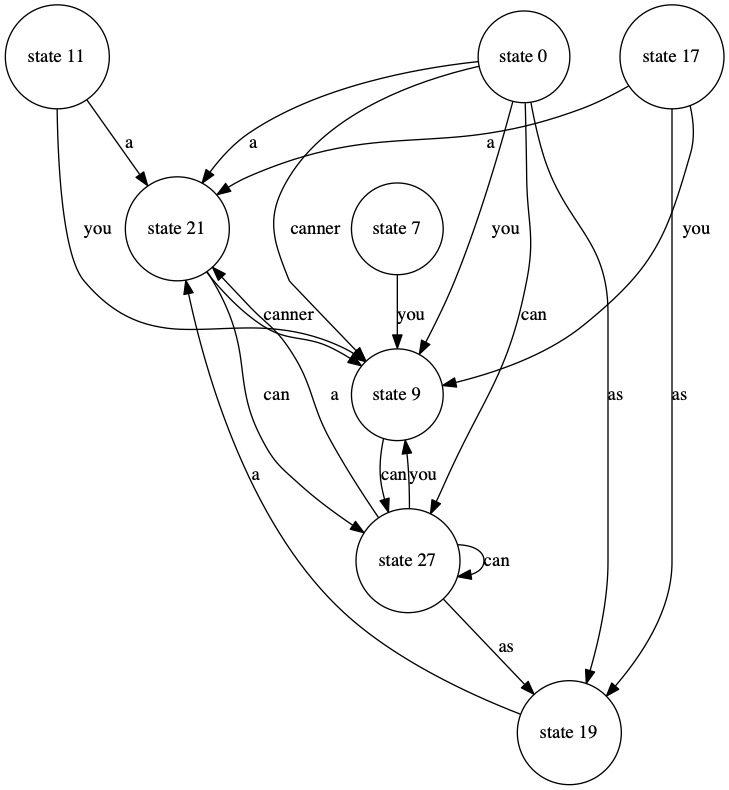 state 11
state 0
state 17
a
a
a
you
canner
state 7
you
you
state 21
canner
you
can
can
a
state 9
as
as
can
you
a
state 27
can
as
state 19